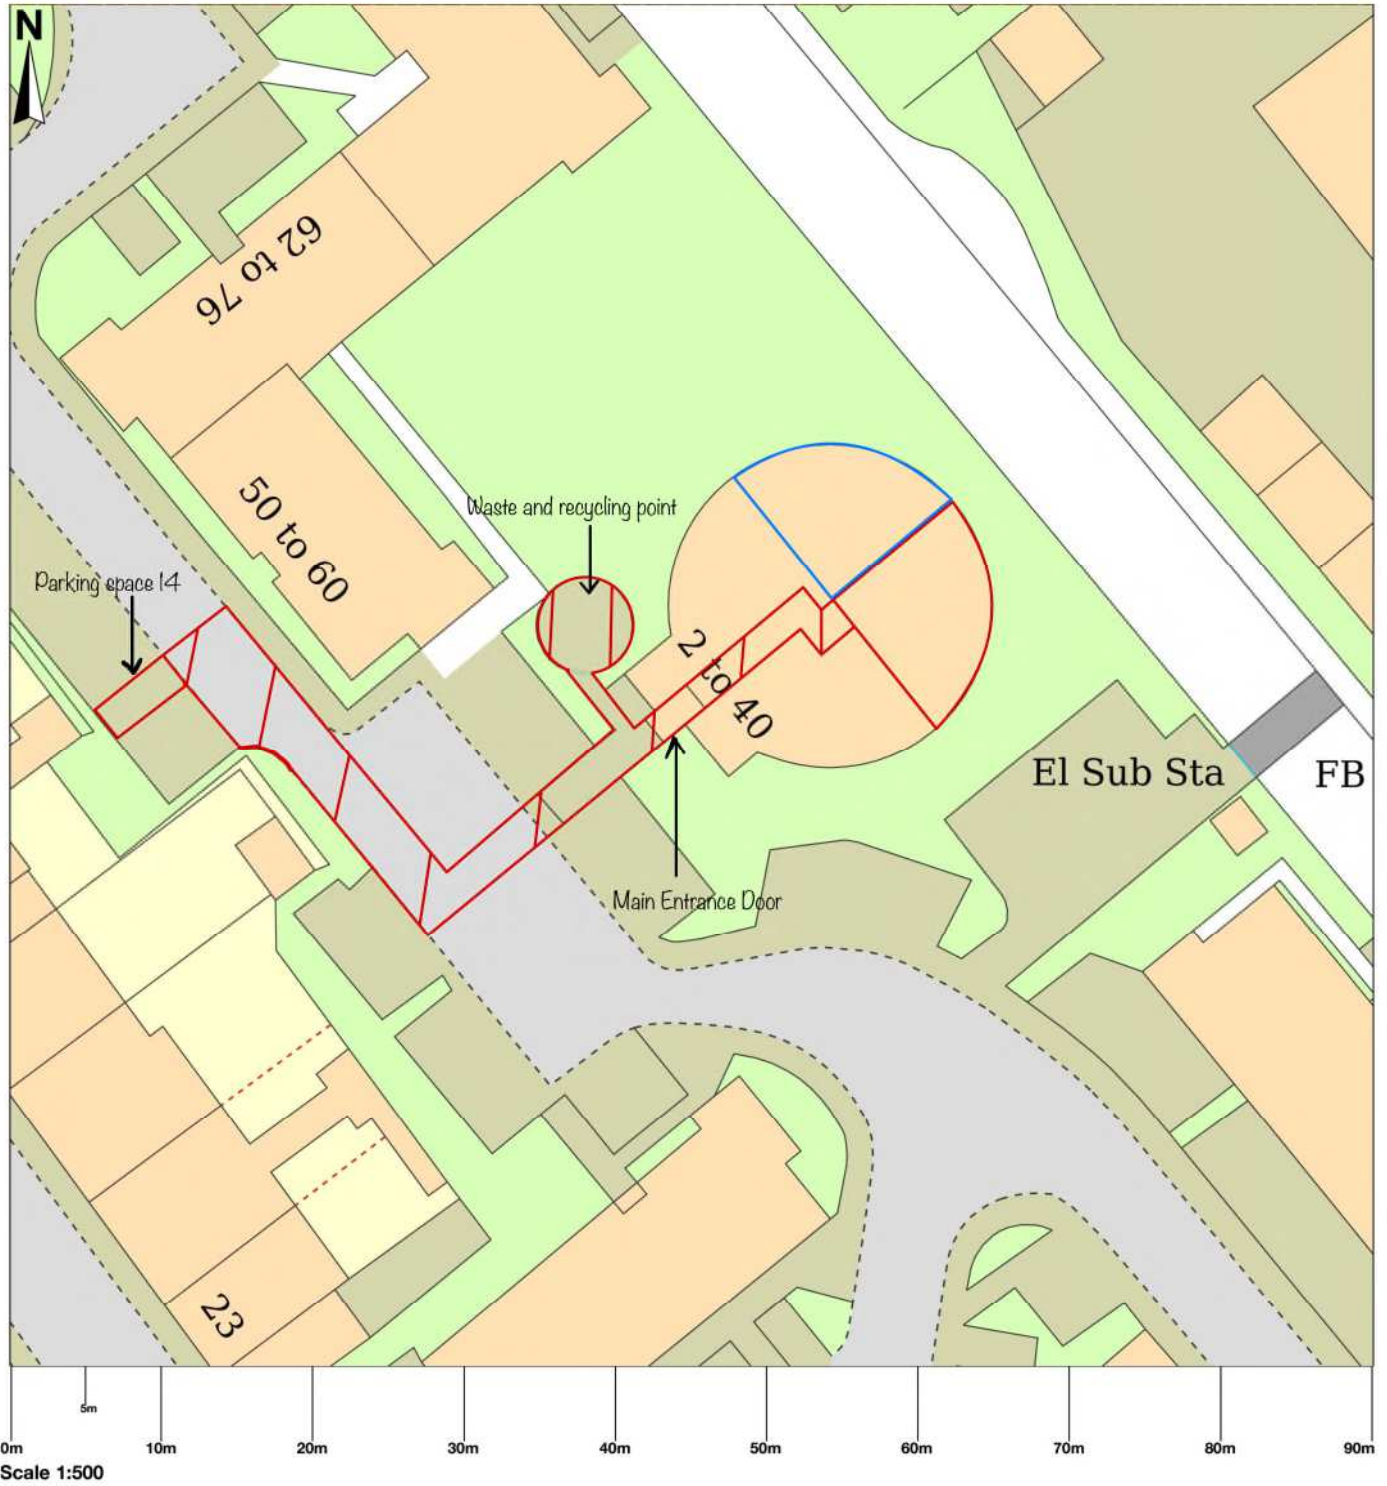 N
62 to 76
50 to 60
Waste and recycling point
Parking space 14
2 to 40
El Sub Sta
FB
Main Entrance Door
23
5m
0m 10m 20m 30m 40m 50m 60m 70m 80m 90m
Scale 1:500